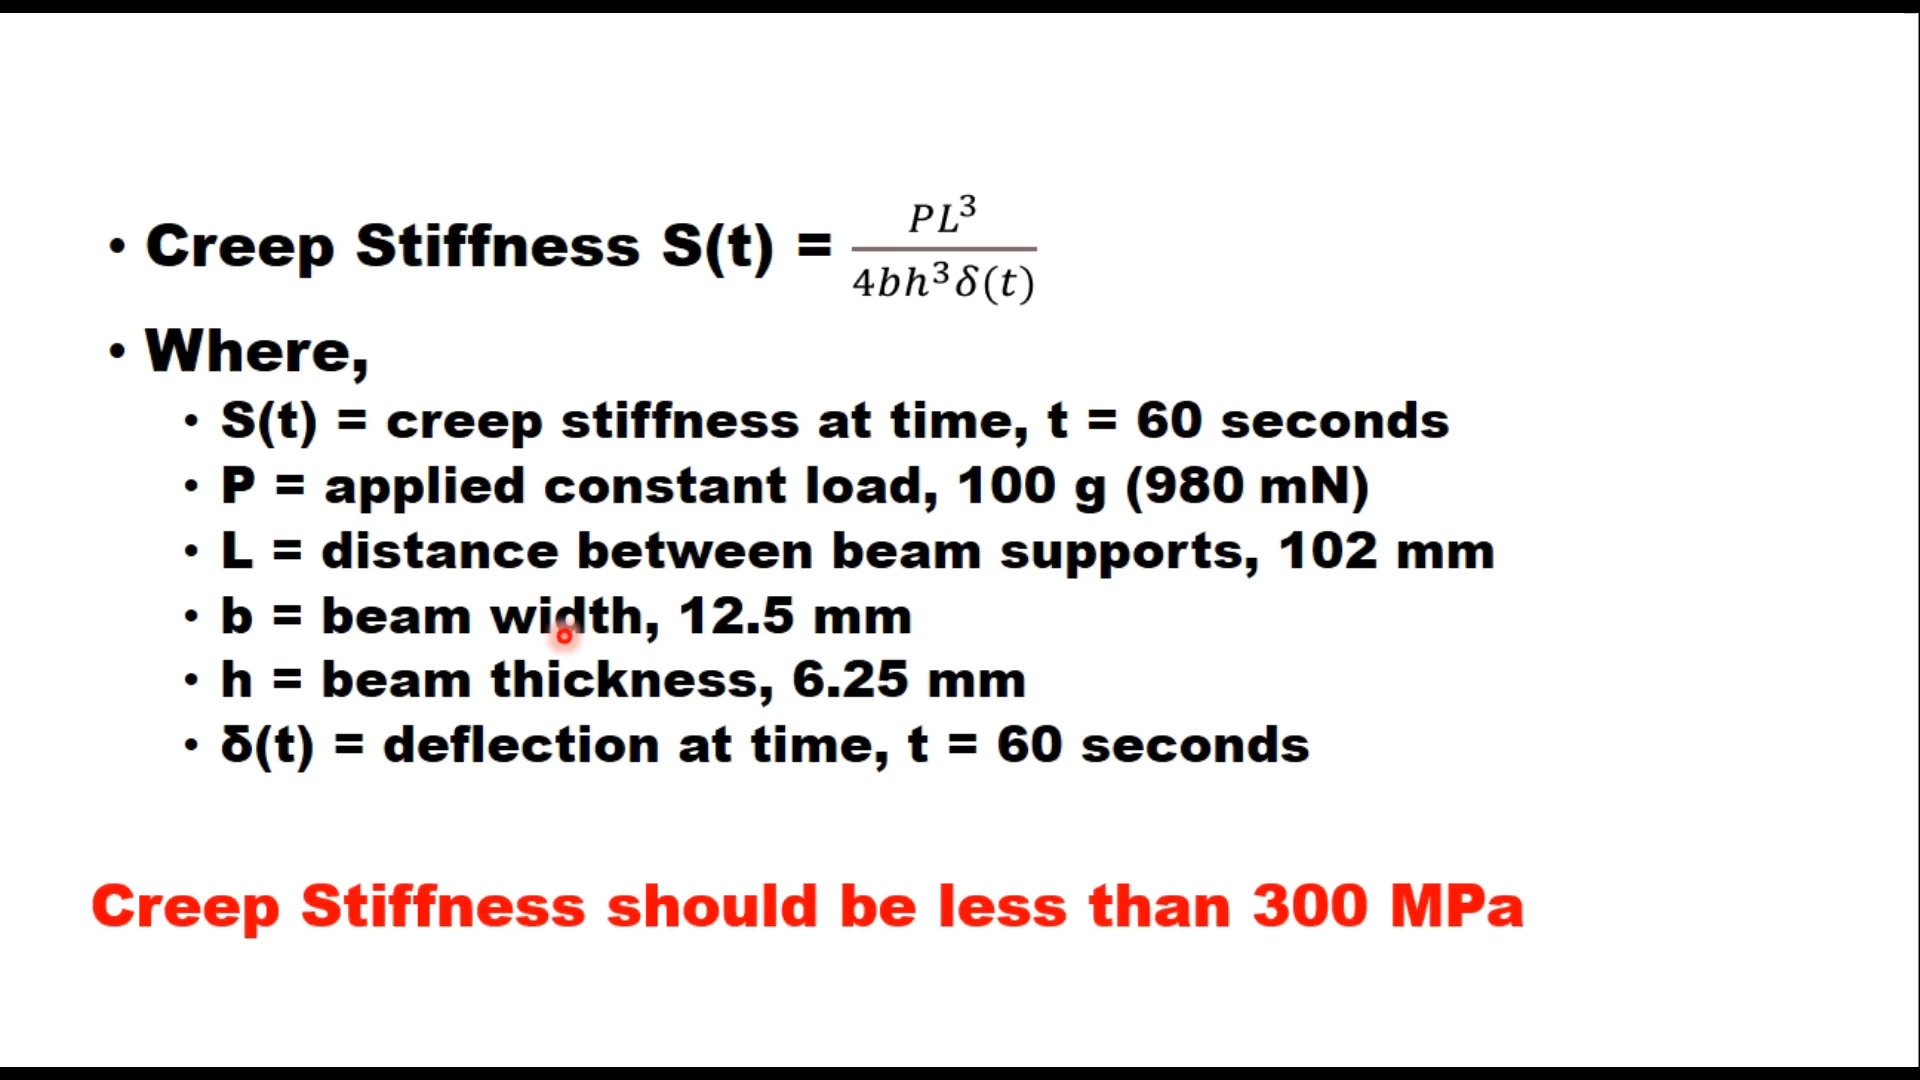 • Creep Stiffness S(t) = PL³ / 4bh³δ(t)
• Where,
• S(t) = creep stiffness at time, t = 60 seconds
• P = applied constant load, 100 g (980 mN)
• L = distance between beam supports, 102 mm
• b = beam width, 12.5 mm
• h = beam thickness, 6.25 mm
• δ(t) = deflection at time, t = 60 seconds
Creep Stiffness should be less than 300 MPa